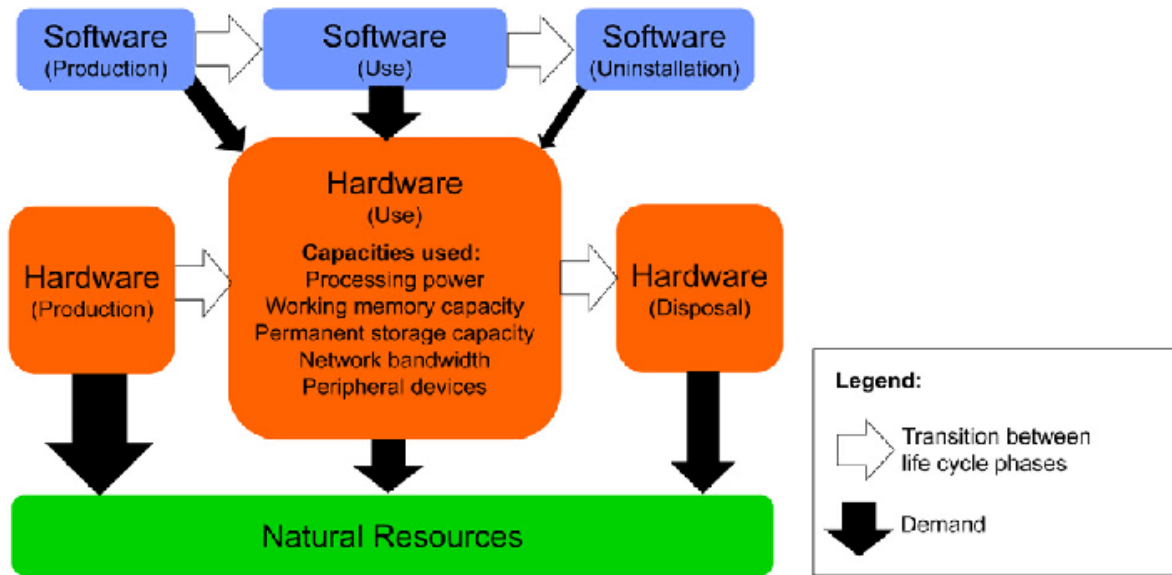 Software
(Production)
Software
(Use)
Software
(Uninstallation)
Hardware
(Production)
Hardware
(Use)
Capacities used:
Processing power
Working memory capacity
Permanent storage capacity
Network bandwidth
Peripheral devices
Hardware
(Disposal)
Natural Resources
Legend:
Transition between
life cycle phases
Demand